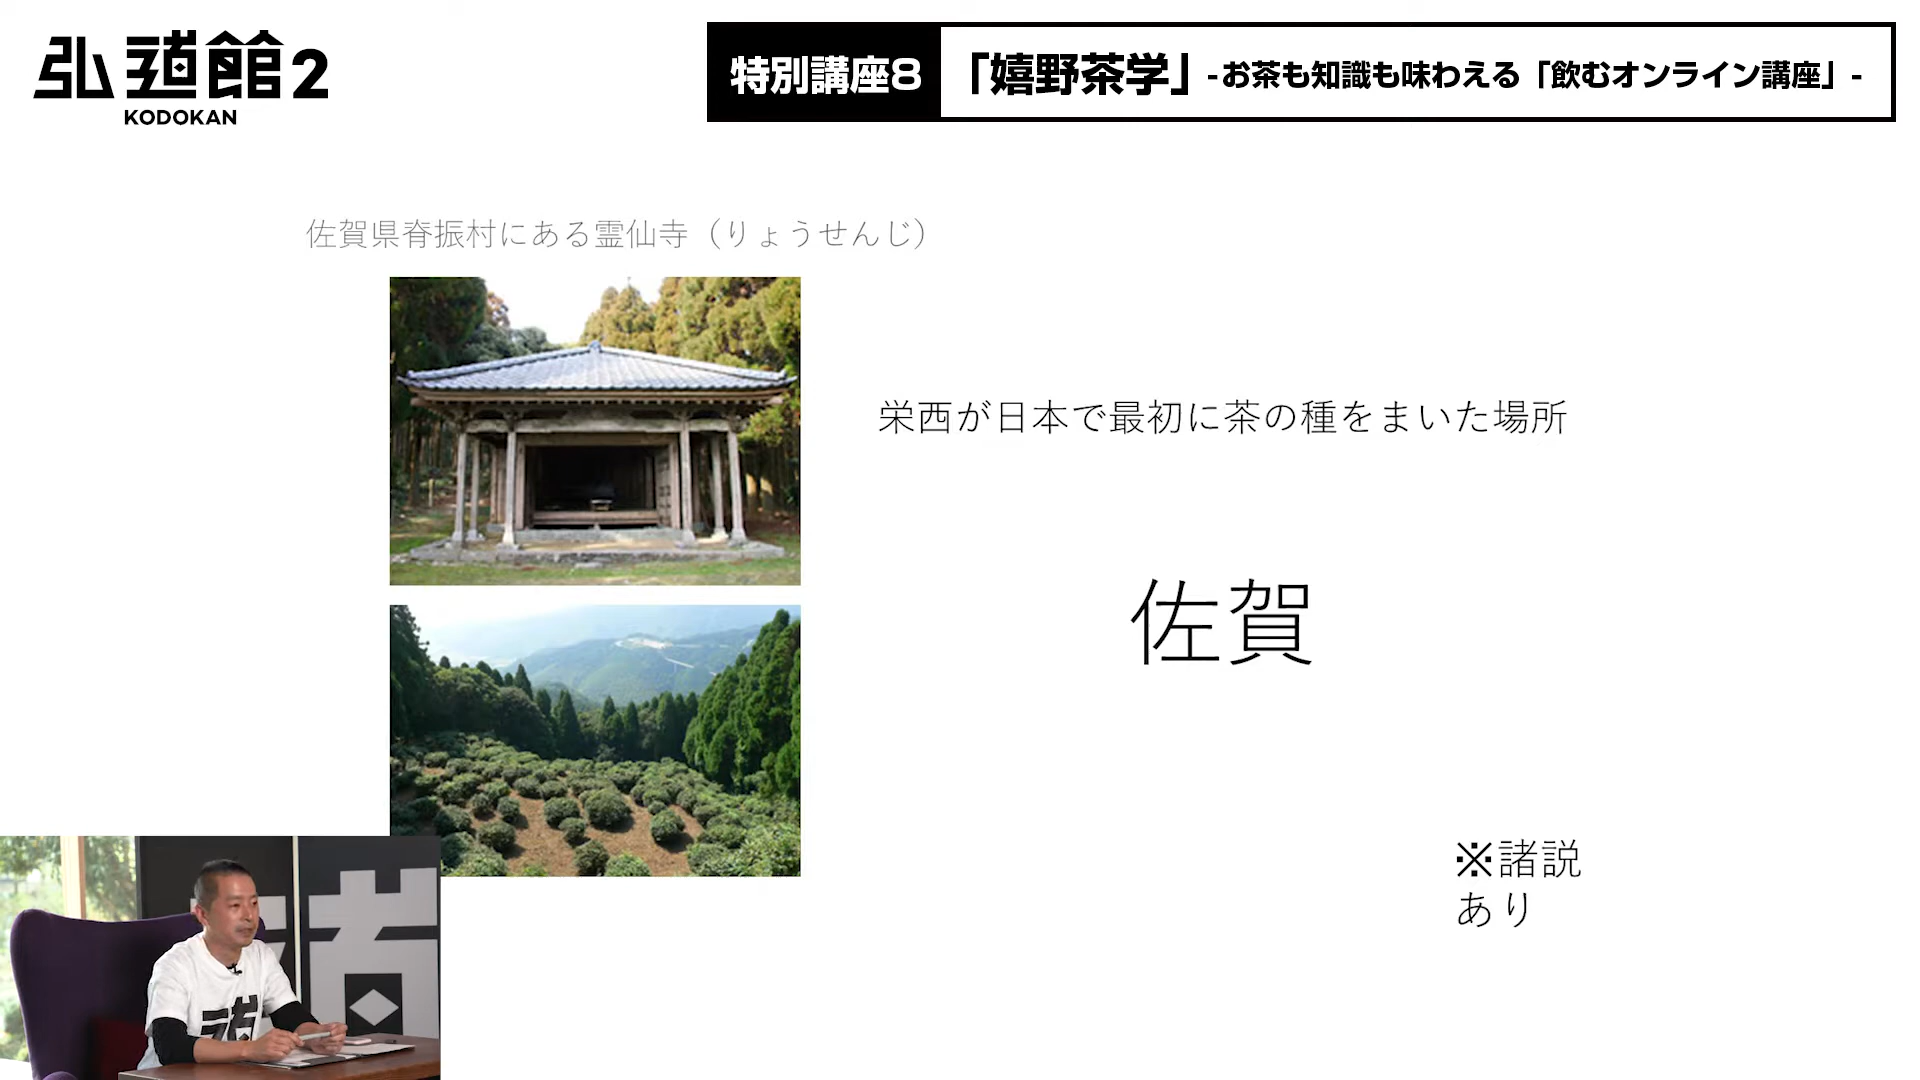 弘道館2
KODOKAN
特別講座8
「嬉野茶学」-お茶も知識も味わえる「飲むオンライン講座」-
佐賀県脊振村にある霊仙寺（りょうせんじ）
栄西が日本で最初に茶の種をまいた場所
佐賀
※諸説
あり